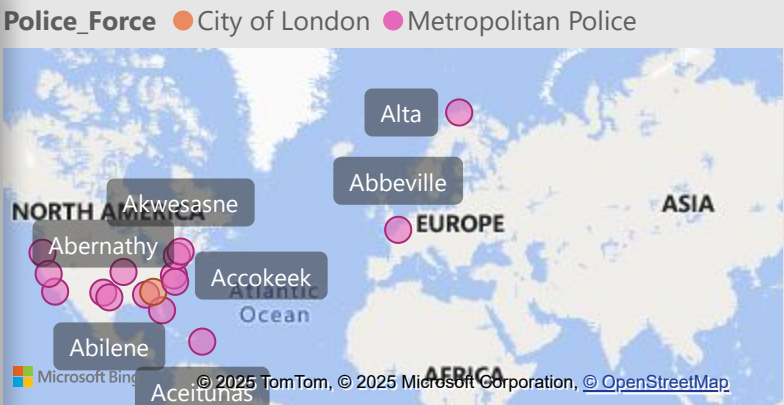 Police_Force City of London Metropolitan Police
Alta
Abbeville
Akwesasne
NORTH AMERICA
ASIA
EUROPE
Abernathy
Accokeek
Atlantic
Ocean
Abilene
AFRICA
Microsoft Bing
© 2025 TomTom, © 2025 Microsoft Corporation, © OpenStreetMap
Aceitunas